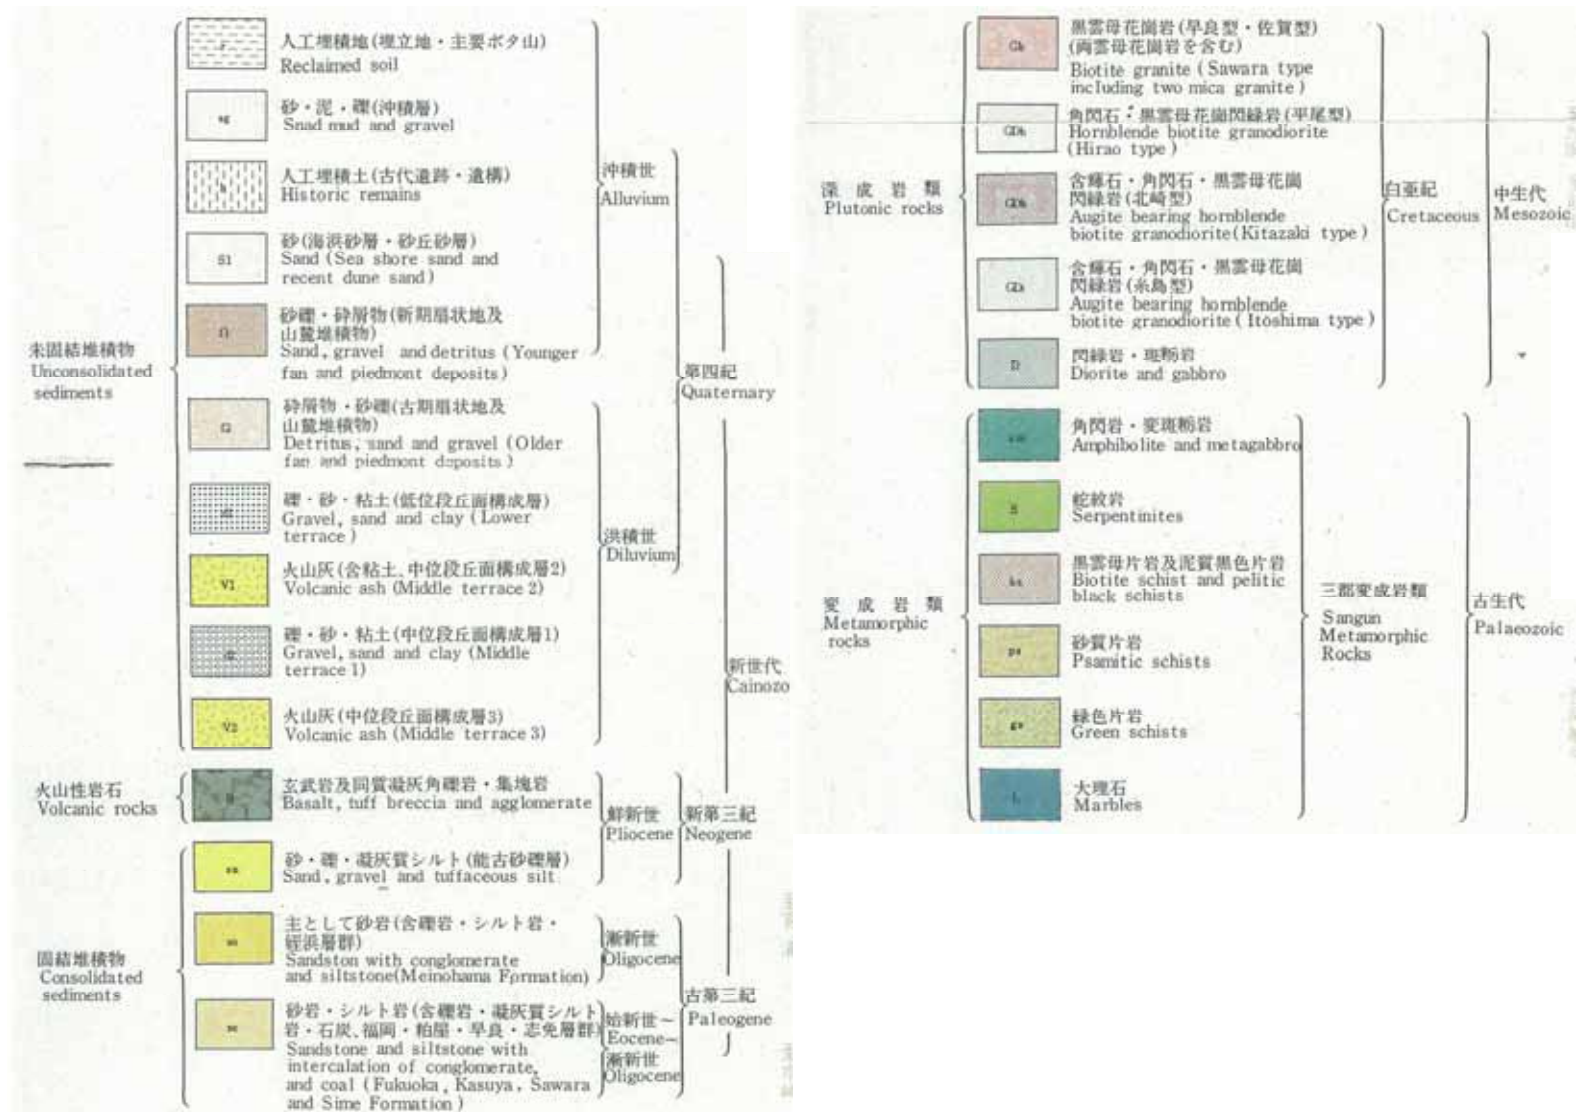 人工埋積地(埋立地・主要ボタ山)
Reclaimed soil
砂・泥・礫(沖積層)
Snad mud and gravel
人工埋積土(古代遺跡・遺構)
Historic remains
沖積世
Alluvium
砂(海浜砂層・砂丘砂層)
Sand (Sea shore sand and
recent dune sand)
S1
砂礫・砕屑物(新期扇状地及
山麓堆積物)
Sand, gravel and detritus (Younger
fan and piedmont deposits)
未固結堆積物
Unconsolidated
sediments
第四紀
Quaternary
砕屑物・砂礫(古期扇状地及
山麓堆積物)
Detritus, sand and gravel (Older
fan and piedmont deposits)
礫・砂・粘土(低位段丘面構成層)
Gravel, sand and clay (Lower
terrace)
洪積世
Diluvium
V1
火山灰(含粘土、中位段丘面構成層2)
Volcanic ash (Middle terrace 2)
礫・砂・粘土(中位段丘面構成層1)
Gravel, sand and clay (Middle
terrace 1)
新世代
Cainozo
V2
火山灰(中位段丘面構成層3)
Volcanic ash (Middle terrace 3)
火山性岩石
Volcanic rocks
玄武岩及同質凝灰角礫岩・集塊岩
Basalt, tuff breccia and agglomerate
鮮新世
Pliocene
新第三紀
Neogene
砂・礫・凝灰質シルト(能古砂礫層)
Sand, gravel and tuffaceous silt
固結堆積物
Consolidated
sediments
主として砂岩(含礫岩・シルト岩・
姪浜層群)
Sandston with conglomerate
and siltstone(Meinohama Formation)
漸新世
Oligocene
古第三紀
Paleogene
砂岩・シルト岩(含礫岩・凝灰質シルト
岩・石炭、福岡・粕屋・早良・志免層群)
Sandstone and siltstone with
intercalation of conglomerate,
and coal (Fukuoka, Kasuya, Sawara
and Sime Formation)
始新世~
Eocene~
漸新世
Oligocene
Gb
黒雲母花崗岩(早良型・佐賀型)
(両雲母花崗岩を含む)
Biotite granite (Sawara type
including two mica granite)
GDh
角閃石・黒雲母花崗閃緑岩(平尾型)
Hornblende biotite granodiorite
(Hirao type)
深成岩類
Plutonic rocks
GDk
含輝石・角閃石・黒雲母花崗
閃緑岩(北崎型)
Augite bearing hornblende
biotite granodiorite(Kitazaki type)
白亜紀
Cretaceous
中生代
Mesozoic
GDi
含輝石・角閃石・黒雲母花崗
閃緑岩(糸島型)
Augite bearing hornblende
biotite granodiorite (Itoshima type)
D
閃緑岩・斑粝岩
Diorite and gabbro
角閃岩・変斑粝岩
Amphibolite and metagabbro
蛇紋岩
Serpentinites
黒雲母片岩及泥質黒色片岩
Biotite schist and pelitic
black schists
変成岩類
Metamorphic
rocks
三郡変成岩類
Sangun
Metamorphic
Rocks
古生代
Palaeozoic
ps
砂質片岩
Psamitic schists
緑色片岩
Green schists
大理石
Marbles